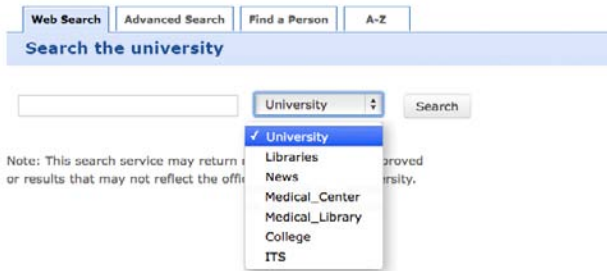 Web Search Advanced Search Find a Person A-Z
Search the university
University Search
✓ University
Libraries
News
Medical_Center
Medical_Library
College
ITS
Note: This search service may return proved
or results that may not reflect the offi rsity.